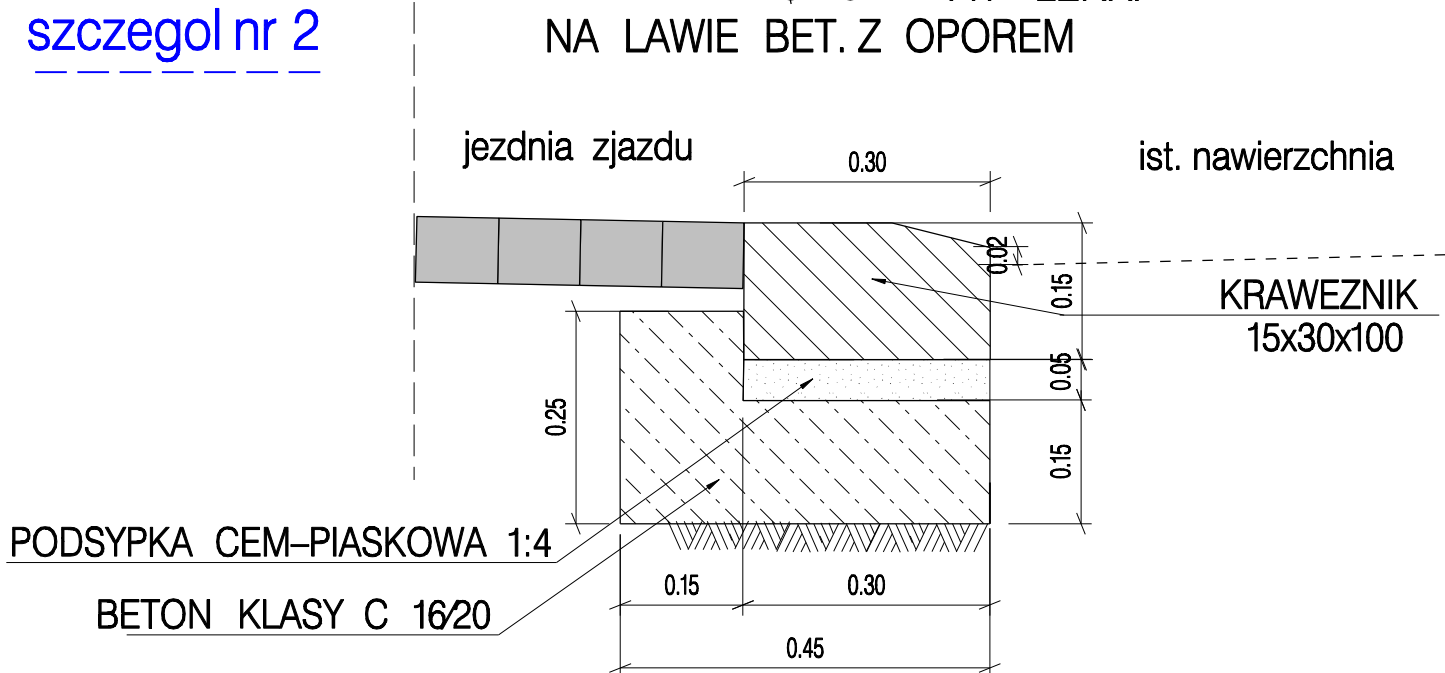 szczegol nr 2
NA LAWIE BET. Z OPOREM
jezdnia zjazdu
0.30
ist. nawierzchnia
0.02
0.15
KRAWEZNIK
15x30x100
0.05
0.25
0.15
PODSYPKA CEM-PIASKOWA 1:4
0.15
0.30
BETON KLASY C 16/20
0.45